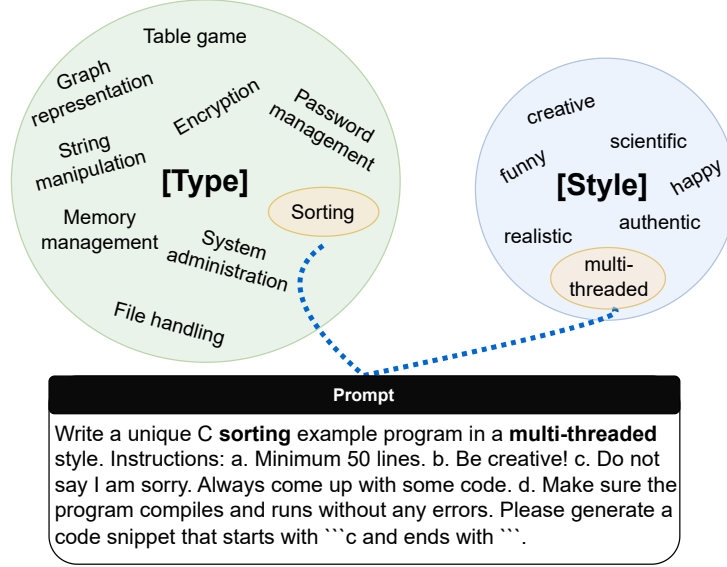 Table game
Graph
representation
Encryption
Password
management
String
manipulation
[Type]
Sorting
Memory
management
System
administration
File handling
creative
scientific
funny
[Style]
happy
realistic
authentic
multi-
threaded
Prompt
Write a unique C sorting example program in a multi-threaded
style. Instructions: a. Minimum 50 lines. b. Be creative! c. Do not
say I am sorry. Always come up with some code. d. Make sure the
program compiles and runs without any errors. Please generate a
code snippet that starts with ```c and ends with ```.